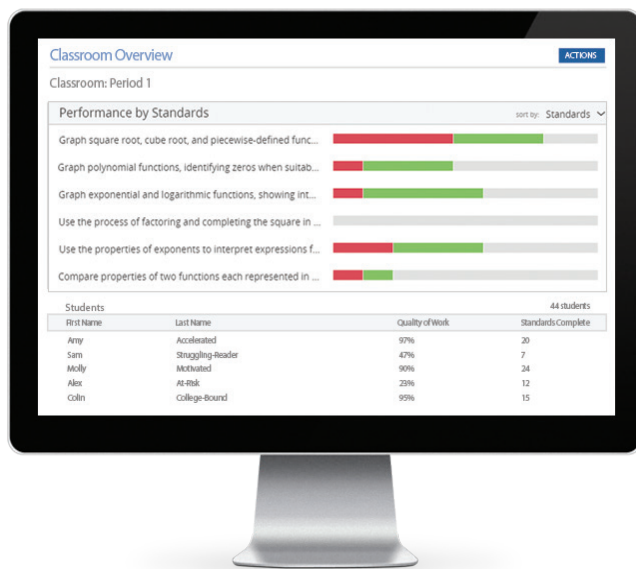 Classroom Overview
ACTIONS
Classroom: Period 1
Performance by Standards
sort by: Standards
Graph square root, cube root, and piecewise-defined func...
Graph polynomial functions, identifying zeros when suitab...
Graph exponential and logarithmic functions, showing int...
Use the process of factoring and completing the square in ...
Use the properties of exponents to interpret expressions f...
Compare properties of two functions each represented in ...
Students 44 students
First Name Last Name Quality of Work Standards Complete
Amy Accelerated 97% 20
Sam Struggling-Reader 47% 7
Molly Motivated 90% 24
Alex At-Risk 23% 12
Colin College-Bound 95% 15